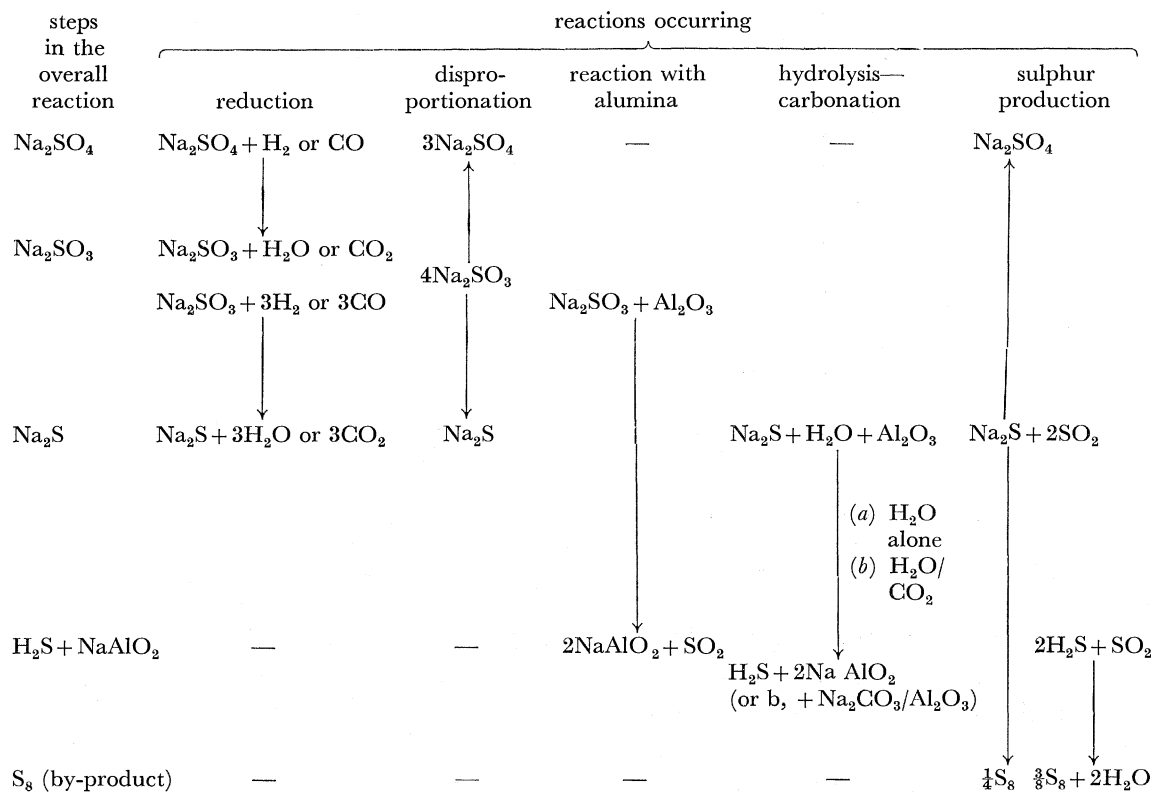 steps
in the
overall
reaction
reactions occurring
reduction
dispro-
portionation
reaction with
alumina
hydrolysis—
carbonation
sulphur
production
Na₂SO₄ Na₂SO₄ + H₂ or CO 3Na₂SO₄ — — Na₂SO₄
Na₂SO₃ Na₂SO₃ + H₂O or CO₂
4Na₂SO₃
Na₂SO₃ + 3H₂ or 3CO Na₂SO₃ + Al₂O₃
Na₂S Na₂S + 3H₂O or 3CO₂ Na₂S Na₂S + H₂O + Al₂O₃ Na₂S + 2SO₂
(a) H₂O
alone
(b) H₂O/
CO₂
H₂S + NaAlO₂ — — 2NaAlO₂ + SO₂ 2H₂S + SO₂
H₂S + 2Na AlO₂
(or b, + Na₂CO₃/Al₂O₃)
S₈ (by-product) — — — — ¼S₈ ⅜S₈ + 2H₂O